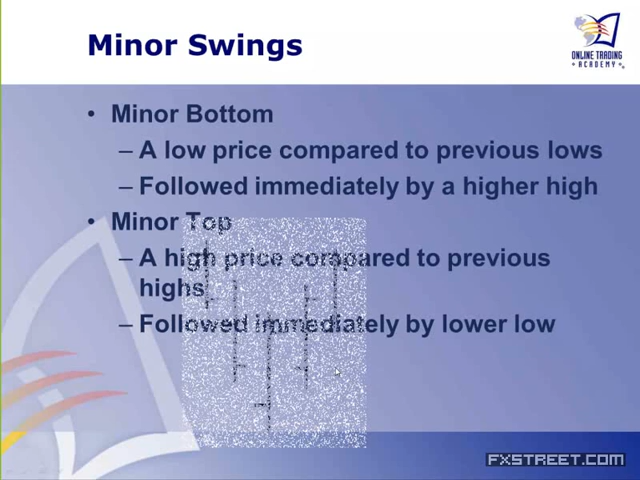 Minor Swings
ONLINE TRADING
ACADEMY
• Minor Bottom
– A low price compared to previous lows
– Followed immediately by a higher high
• Minor Top
– A high price compared to previous
highs
– Followed immediately by lower low
FXSTREET.COM